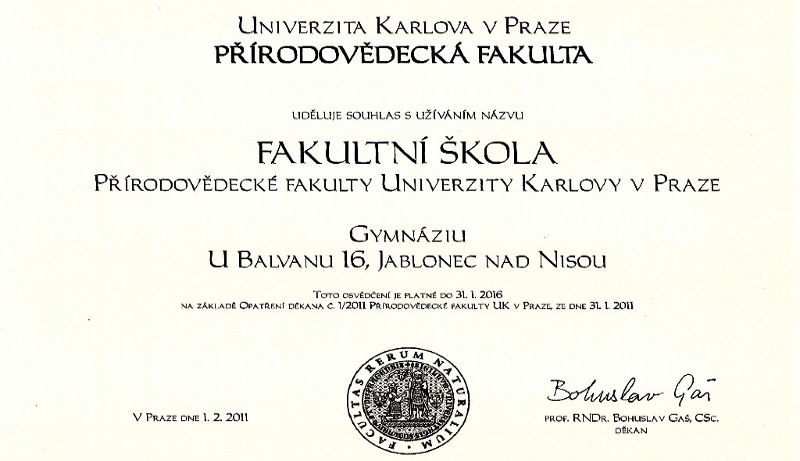 Univerzita Karlova v Praze
Přírodovědecká fakulta
uděluje souhlas s užíváním názvu
FAKULTNÍ ŠKOLA
Přírodovědecké fakulty Univerzity Karlovy v Praze
Gymnáziu
U Balvanu 16, Jablonec nad Nisou
Toto osvědčení je platné do 31. 1. 2016
na základě Opatření děkana č. 1/2011 Přírodovědecké fakulty UK v Praze, ze dne 31. 1. 2011
FACULTAS RERUM NATURALIUM
Bohuslav Gaš
V Praze dne 1. 2. 2011
prof. RNDr. Bohuslav Gaš, CSc.
děkan